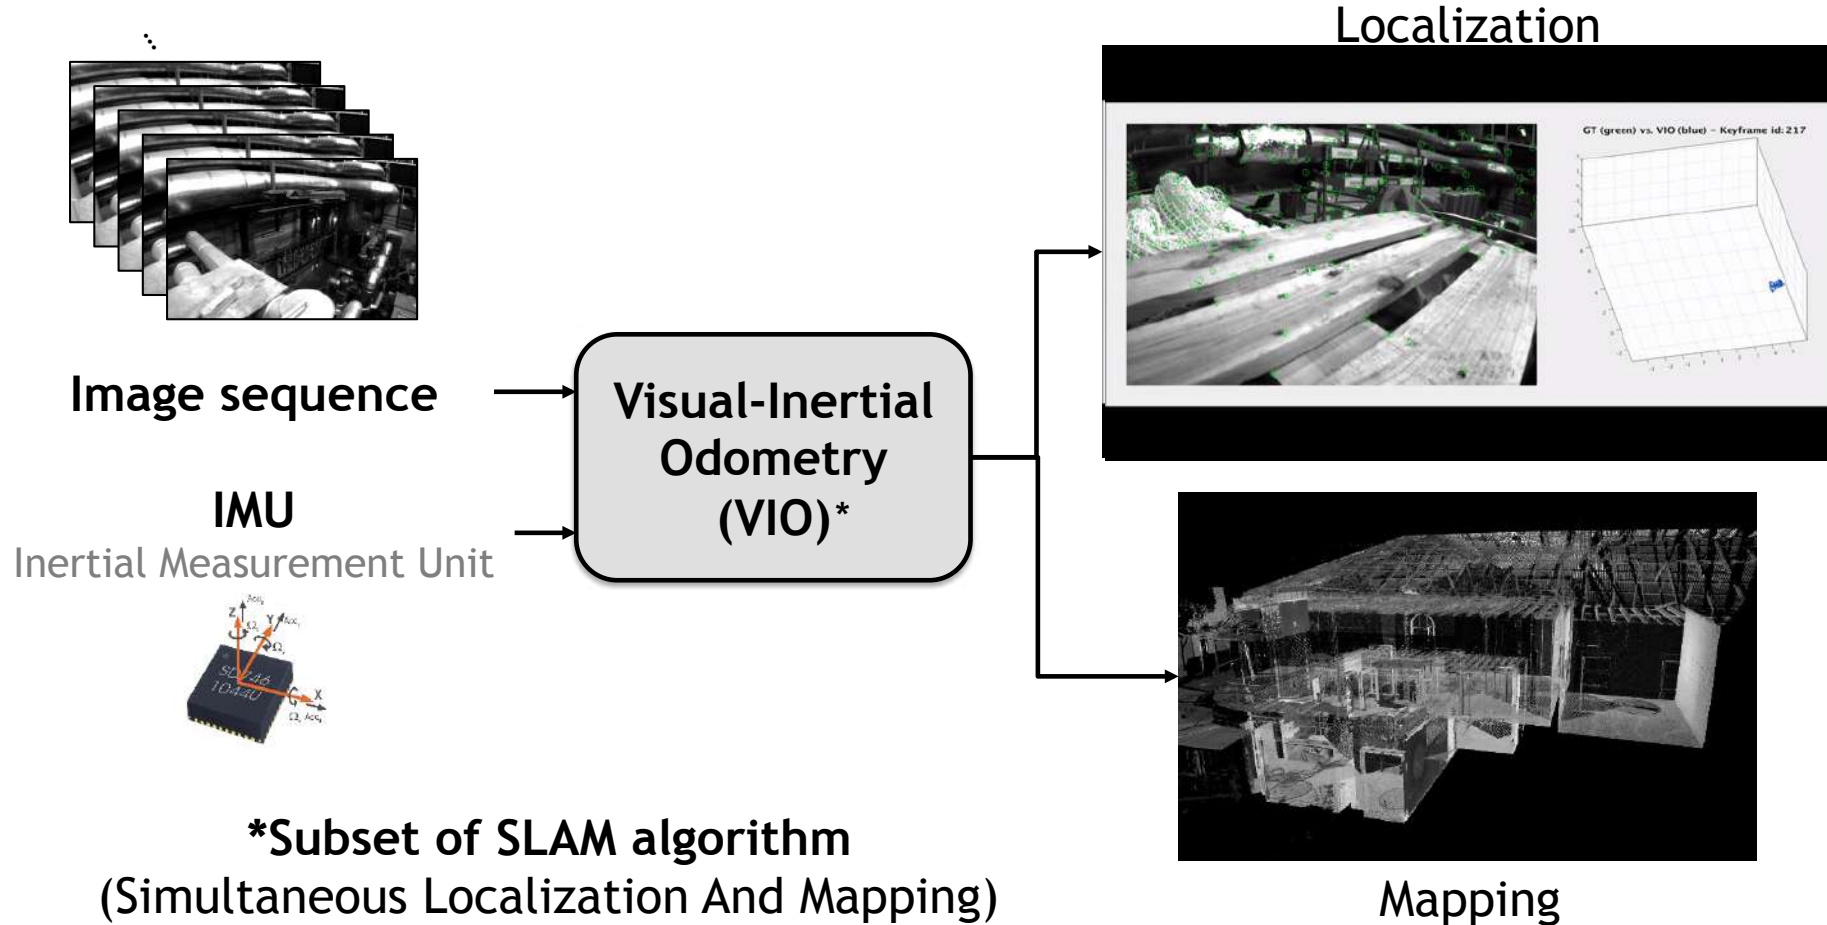 Localization
GT (green) vs. VIO (blue) – Keyframe id: 217
Image sequence
Visual-Inertial
Odometry
(VIO)*
IMU
Inertial Measurement Unit
Z
Y
X
1044U
*Subset of SLAM algorithm
(Simultaneous Localization And Mapping)
Mapping